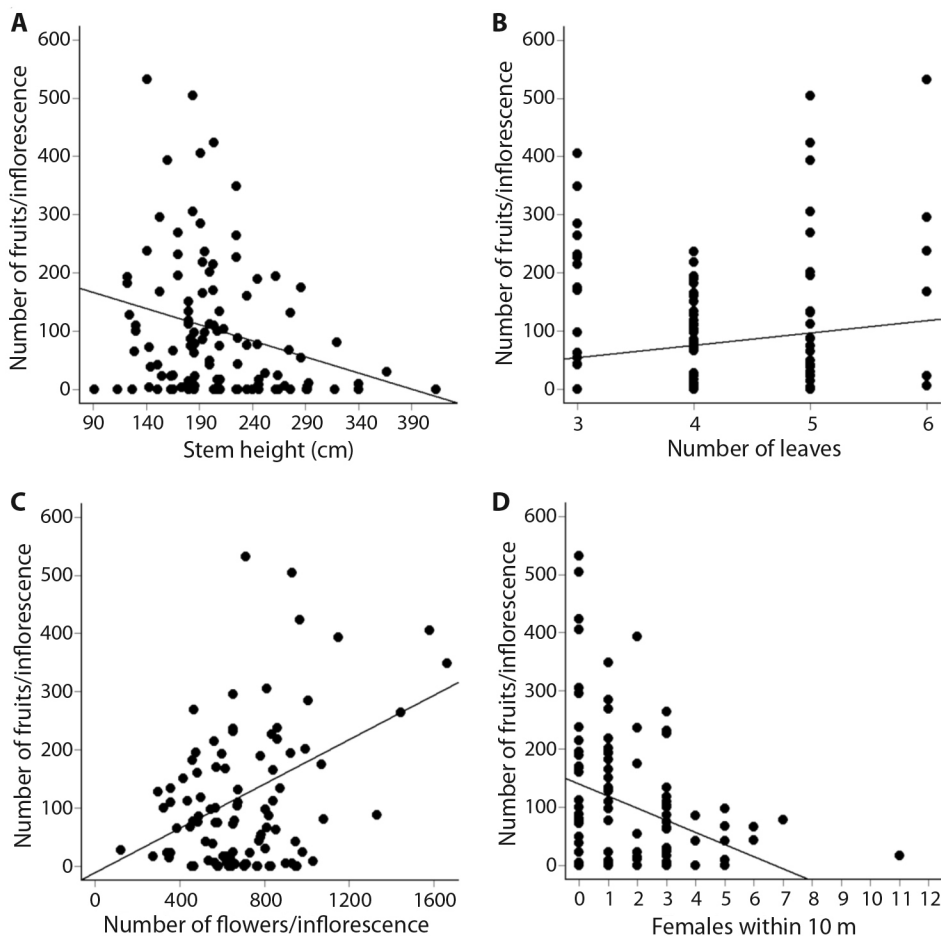 A
Number of fruits/inflorescence
600
500
400
300
200
100
0
90 140 190 240 290 340 390
Stem height (cm)
B
Number of fruits/inflorescence
600
500
400
300
200
100
0
3 4 5 6
Number of leaves
C
Number of fruits/inflorescence
600
500
400
300
200
100
0
0 400 800 1200 1600
Number of flowers/inflorescence
D
Number of fruits/inflorescence
600
500
400
300
200
100
0
0 1 2 3 4 5 6 7 8 9 10 11 12
Females within 10 m